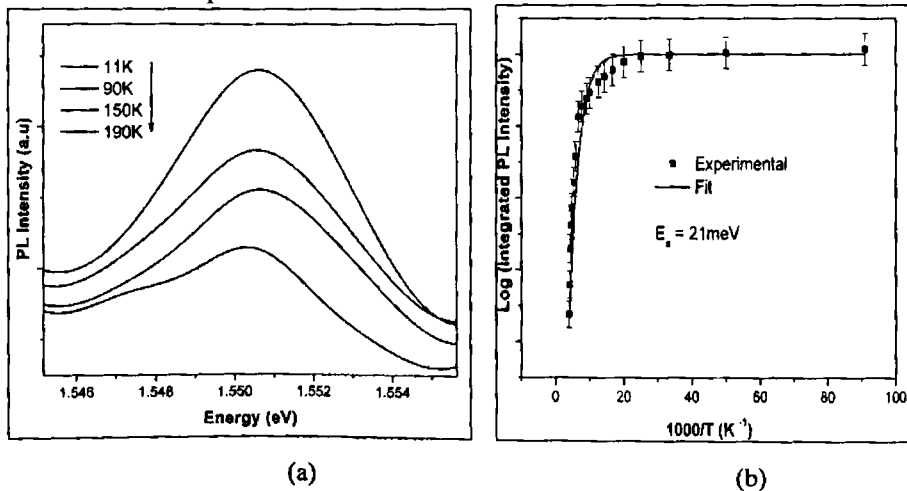 11K
90K
150K
190K
PL Intensity (a.u)
1.546
1.548
1.550
1.552
1.554
Energy (eV)
(a)
Log (Integrated PL Intensity)
Experimental
Fit
E_a = 21meV
0
20
40
60
80
100
1000/T (K⁻¹)
(b)